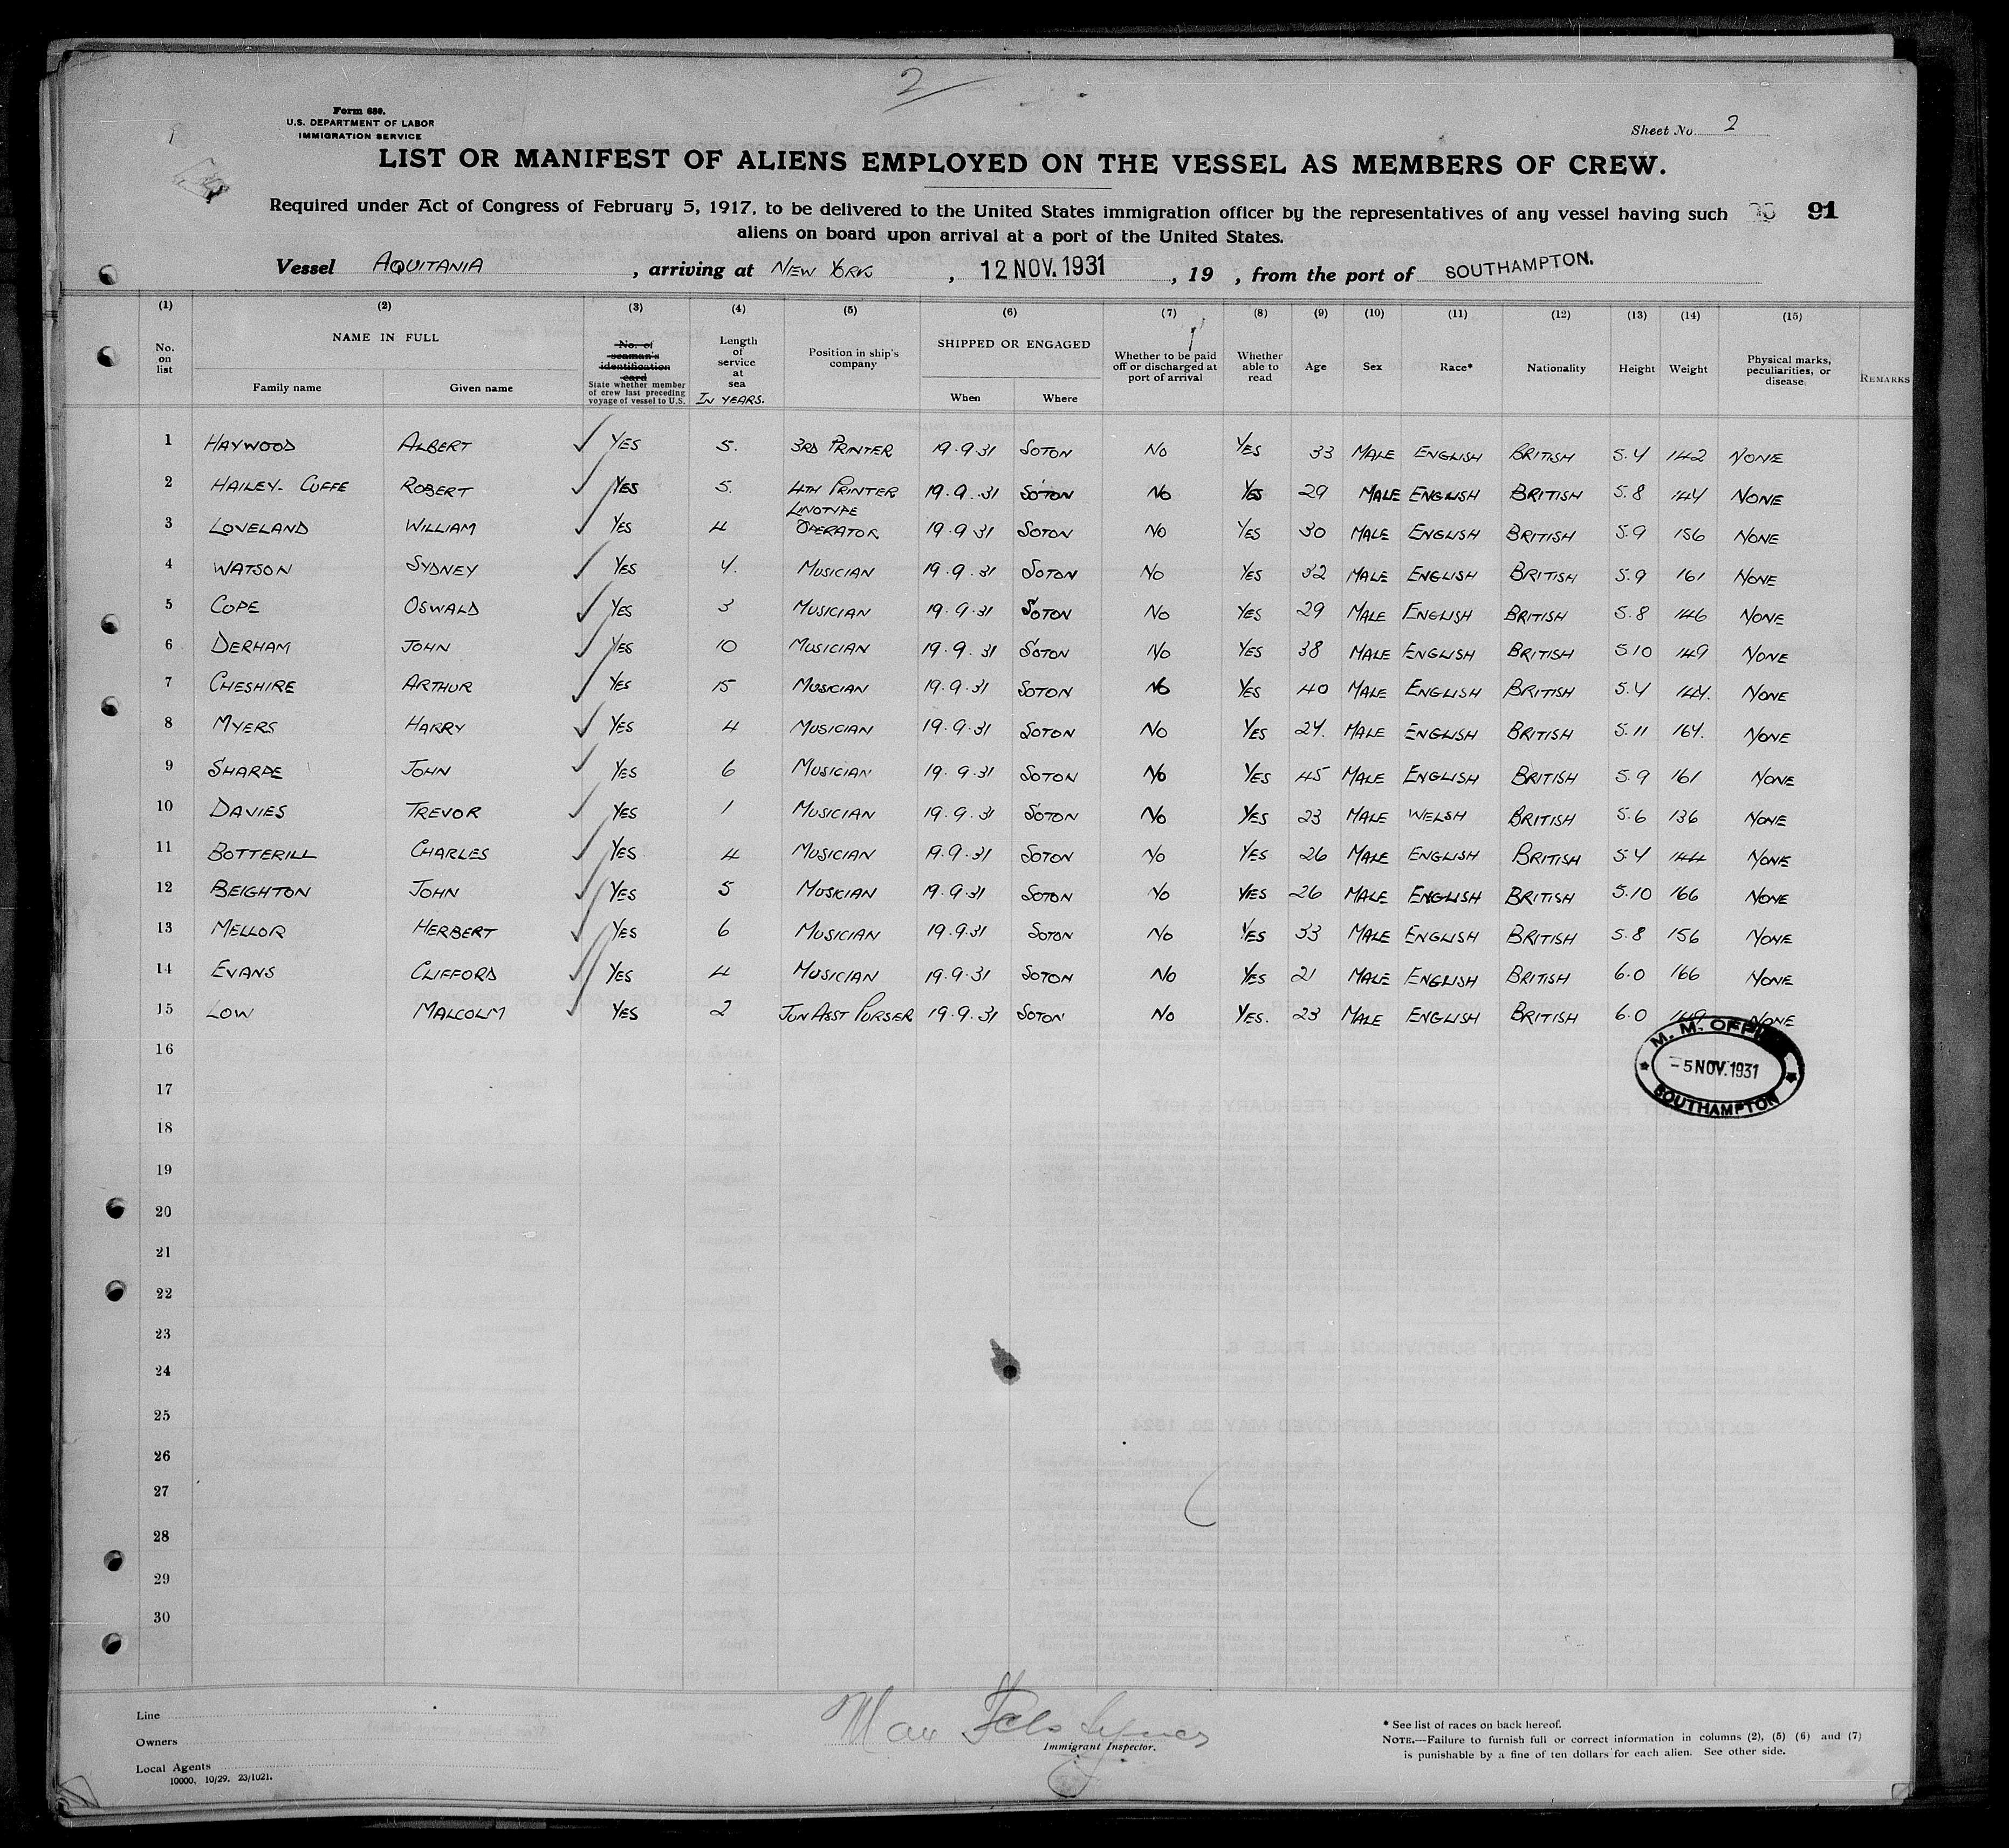 2
Form 680.
U.S. DEPARTMENT OF LABOR
IMMIGRATION SERVICE
Sheet No. 2
LIST OR MANIFEST OF ALIENS EMPLOYED ON THE VESSEL AS MEMBERS OF CREW.
Required under Act of Congress of February 5, 1917, to be delivered to the United States immigration officer by the representatives of any vessel having such
91
aliens on board upon arrival at a port of the United States.
Vessel AQUITANIA, arriving at NEW YORK, 12 NOV. 1931, 19 , from the port of SOUTHAMPTON.
(1) (2) (3) (4) (5) (6) (7) (8) (9) (10) (11) (12) (13) (14) (15)
No. on list
NAME IN FULL
Family name Given name
No. of seaman's identification card
State whether member of crew last preceding voyage of vessel to U.S.
Length of service at sea IN YEARS.
Position in ship's company
SHIPPED OR ENGAGED
When Where
Whether to be paid off or discharged at port of arrival
Whether able to read
Age Sex Race* Nationality Height Weight
Physical marks, peculiarities, or disease
REMARKS
1 HAYWOOD ALBERT ✓ YES 5. 3RD PRINTER 19.9.31 SOTON NO YES 33 MALE ENGLISH BRITISH 5.4 142 NONE
2 HAILEY-CUFFE ROBERT ✓ YES 5. 4TH PRINTER 19.9.31 SOTON NO YES 29 MALE ENGLISH BRITISH 5.8 144 NONE
3 LOVELAND WILLIAM ✓ YES 4 LINOTYPE OPERATOR 19.9.31 SOTON NO YES 30 MALE ENGLISH BRITISH 5.9 156 NONE
4 WATSON SYDNEY ✓ YES 4. MUSICIAN 19.9.31 SOTON NO YES 32 MALE ENGLISH BRITISH 5.9 161 NONE
5 COPE OSWALD ✓ YES 3 MUSICIAN 19.9.31 SOTON NO YES 29 MALE ENGLISH BRITISH 5.8 146 NONE
6 DERHAM JOHN ✓ YES 10 MUSICIAN 19.9.31 SOTON NO YES 38 MALE ENGLISH BRITISH 5.10 149 NONE
7 CHESHIRE ARTHUR ✓ YES 15 MUSICIAN 19.9.31 SOTON NO YES 40 MALE ENGLISH BRITISH 5.4 144. NONE
8 MYERS HARRY ✓ YES 4 MUSICIAN 19.9.31 SOTON NO YES 24. MALE ENGLISH BRITISH 5.11 164. NONE
9 SHARPE JOHN ✓ YES 6 MUSICIAN 19.9.31 SOTON NO YES 45 MALE ENGLISH BRITISH 5.9 161 NONE
10 DAVIES TREVOR ✓ YES 1 MUSICIAN 19.9.31 SOTON NO YES 23 MALE WELSH BRITISH 5.6 136 NONE
11 BOTTERILL CHARLES ✓ YES 4 MUSICIAN 19.9.31 SOTON NO YES 26 MALE ENGLISH BRITISH 5.4 144 NONE
12 BEIGHTON JOHN ✓ YES 5 MUSICIAN 19.9.31 SOTON NO YES 26 MALE ENGLISH BRITISH 5.10 166 NONE
13 MELLOR HERBERT ✓ YES 6 MUSICIAN 19.9.31 SOTON NO YES 33 MALE ENGLISH BRITISH 5.8 156 NONE
14 EVANS CLIFFORD ✓ YES 4 MUSICIAN 19.9.31 SOTON NO YES 21 MALE ENGLISH BRITISH 6.0 166 NONE
15 LOW MALCOLM ✓ YES 2 JUN ASST PURSER 19.9.31 SOTON NO YES. 23 MALE ENGLISH BRITISH 6.0 149 NONE
16
M. M. OFFICE
-5 NOV. 1931
SOUTHAMPTON
17
18
19
20
21
22
23
24
25
26
27
28
29
30
Line
Owners
Local Agents
10000, 10/29. 23/1021.
Immigrant Inspector.
* See list of races on back hereof.
NOTE.—Failure to furnish full or correct information in columns (2), (5) (6) and (7)
is punishable by a fine of ten dollars for each alien. See other side.